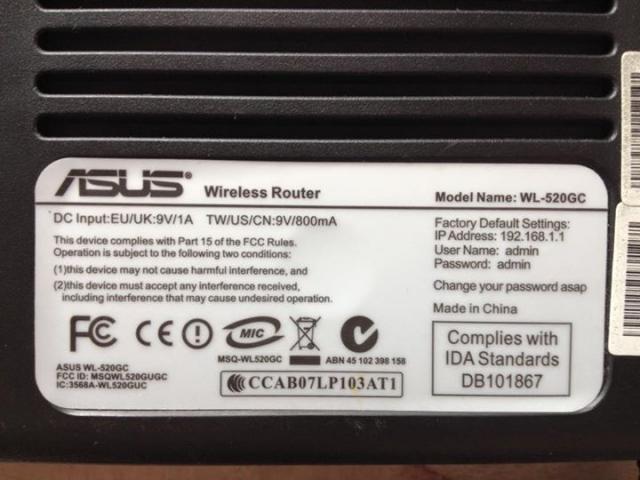 ASUS Wireless Router
Model Name: WL-520GC
DC Input:EU/UK:9V/1A TW/US/CN:9V/800mA
This device complies with Part 15 of the FCC Rules.
Operation is subject to the following two conditions:
(1)this device may not cause harmful interference, and
(2)this device must accept any interference received,
including interference that may cause undesired operation.
Factory Default Settings:
IP Address: 192.168.1.1
User Name: admin
Password: admin
Change your password asap
Made in China
FC CE MIC
MSQ-WL520GC
ABN 45 102 398 158
ASUS WL-520GC
FCC ID: MSQWL520GUGC
IC:3568A-WL520GUC
CCAB07LP103AT1
Complies with
IDA Standards
DB101867